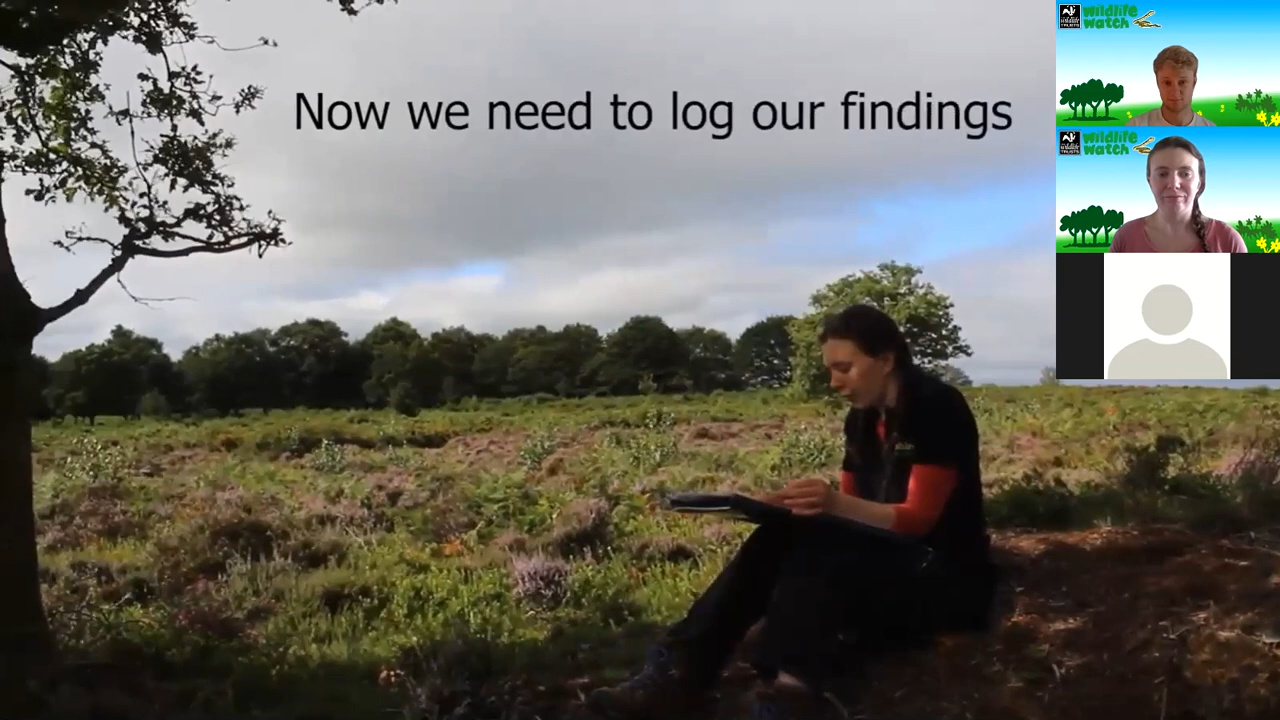 Now we need to log our findings
wildlife
watch
wildlife
watch